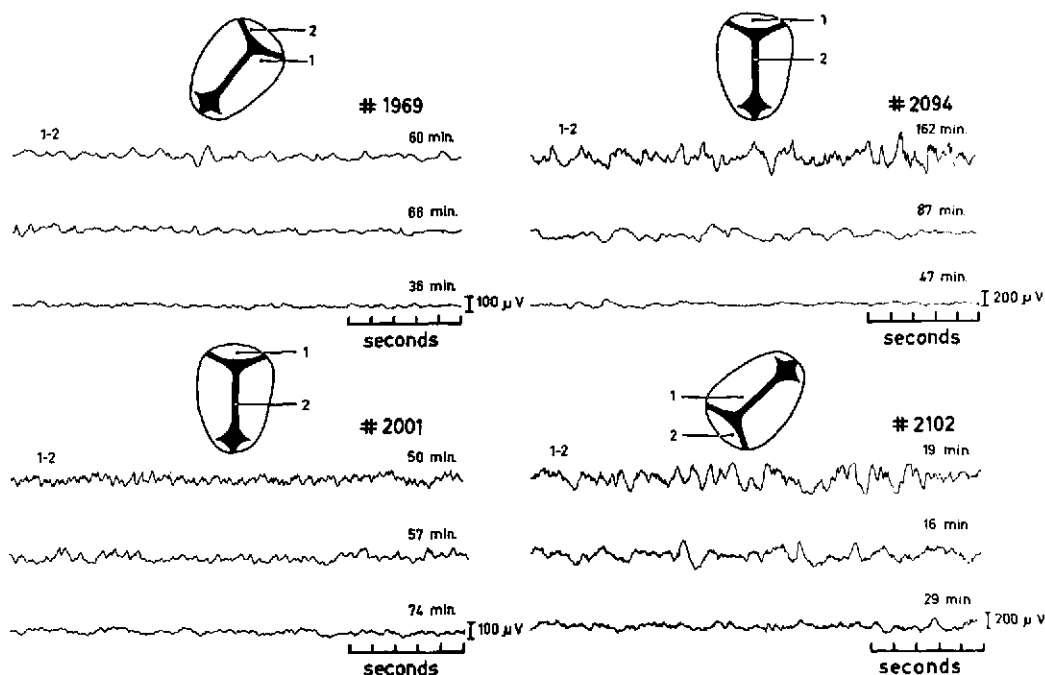 2
1
# 1969
1-2
60 min.
68 min.
36 min.
100 µV
seconds
1
2
# 2094
1-2
162 min.
87 min.
47 min.
200 µV
seconds
1
2
# 2001
1-2
50 min.
57 min.
74 min.
100 µV
seconds
1
2
# 2102
1-2
19 min.
16 min
29 min
200 µV
seconds